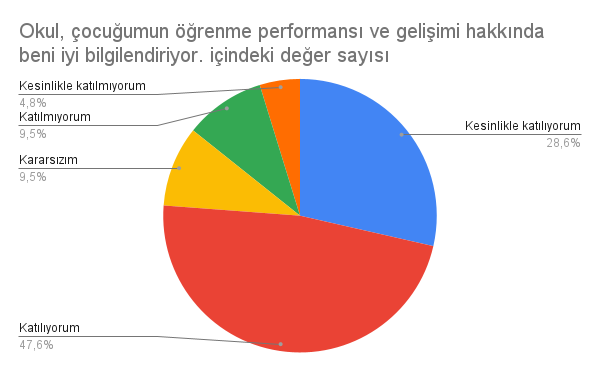 Okul, çocuğumun öğrenme performansı ve gelişimi hakkında
beni iyi bilgilendiriyor. içindeki değer sayısı
Kesinlikle katılmıyorum
4,8%
Katılmıyorum
9,5%
Kararsızım
9,5%
Katılıyorum
47,6%
Kesinlikle katılıyorum
28,6%